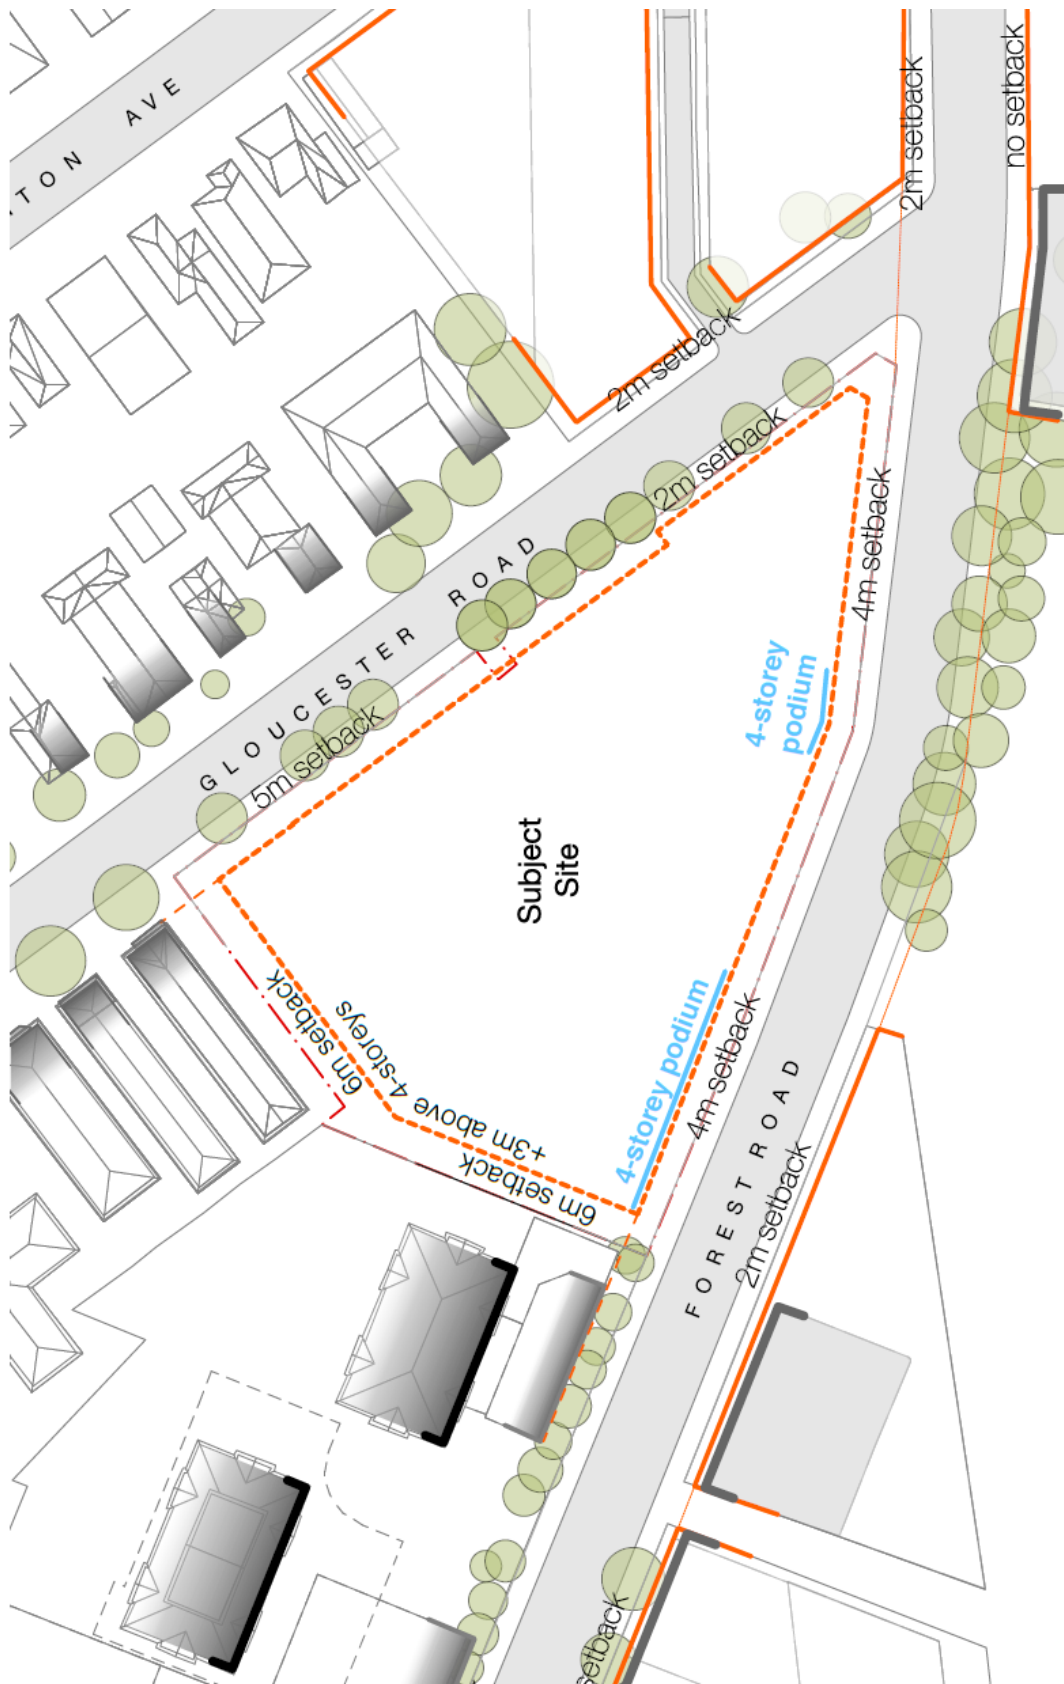 TON AVE
no setback
2m setback
2m setback
2m setback
4m setback
GLOUCESTER ROAD
5m setback
4-storey
podium
Subject
Site
6m setback
+3m above 4-storeys
6m setback
4-storey podium
4m setback
FOREST ROAD
2m setback
setback